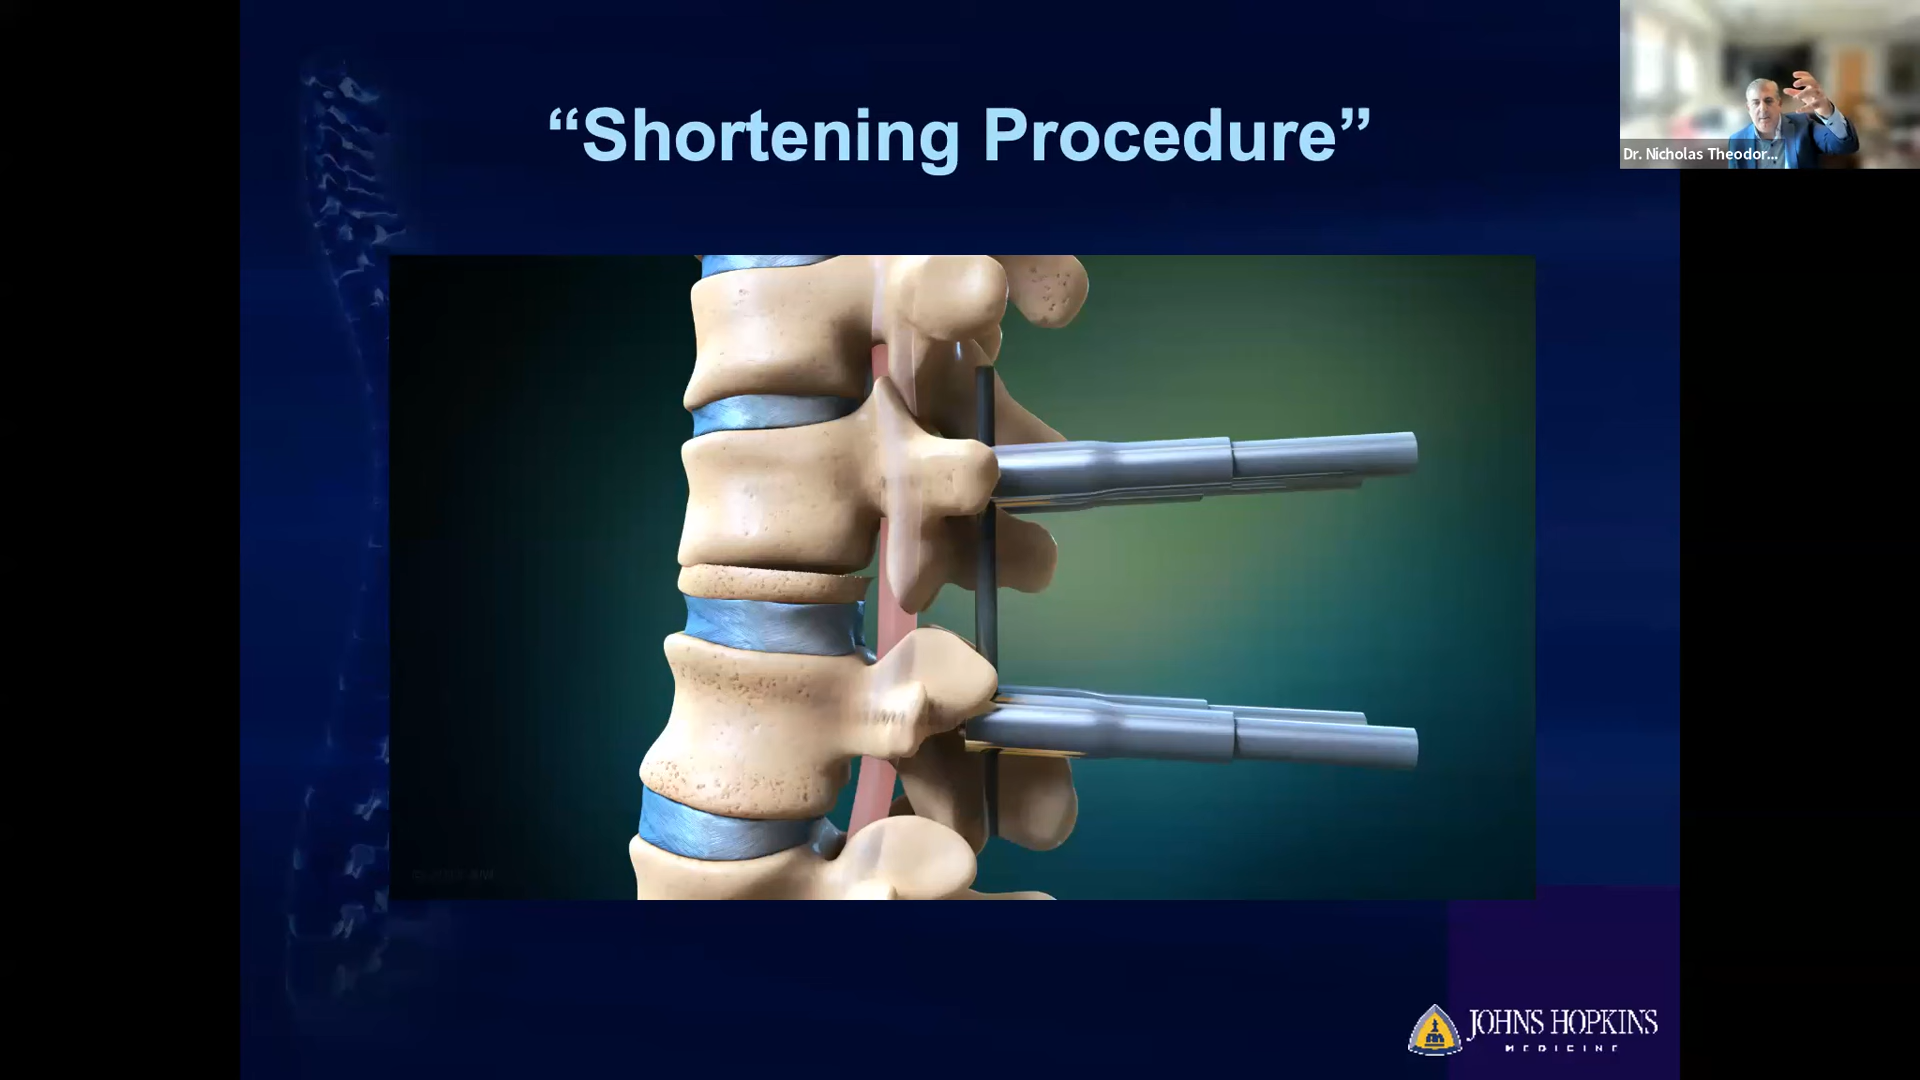 “Shortening Procedure”
Dr. Nicholas Theodor...
JOHNS HOPKINS
MEDICINE